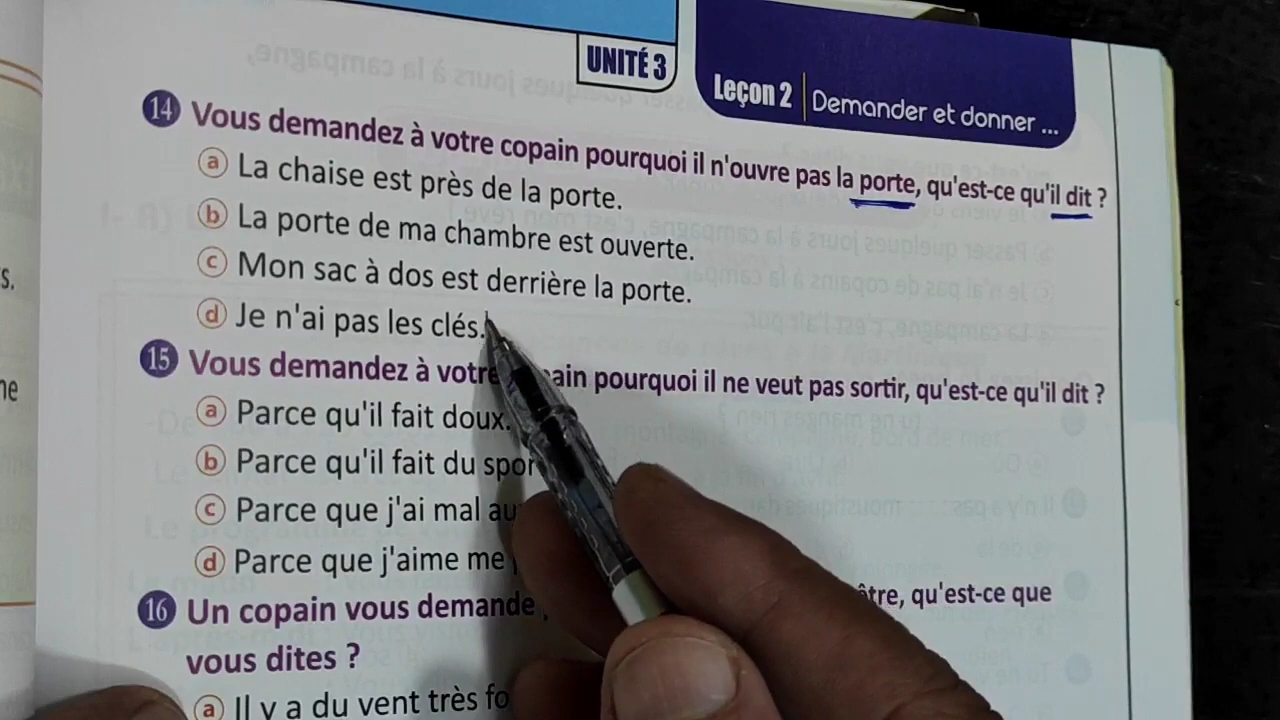 UNITÉ 3
Leçon 2 | Demander et donner ...
14 Vous demandez à votre copain pourquoi il n'ouvre pas la porte, qu'est-ce qu'il dit ?
a La chaise est près de la porte.
b La porte de ma chambre est ouverte.
c Mon sac à dos est derrière la porte.
d Je n'ai pas les clés.
15 Vous demandez à votre pourquoi il ne veut pas sortir, qu'est-ce qu'il dit ?
a Parce qu'il fait doux.
b Parce qu'il fait du
c Parce que j'ai mal
d Parce que j'aime me
16 Un copain vous demande qu'est-ce que
vous dites ?
a Il y a du vent très